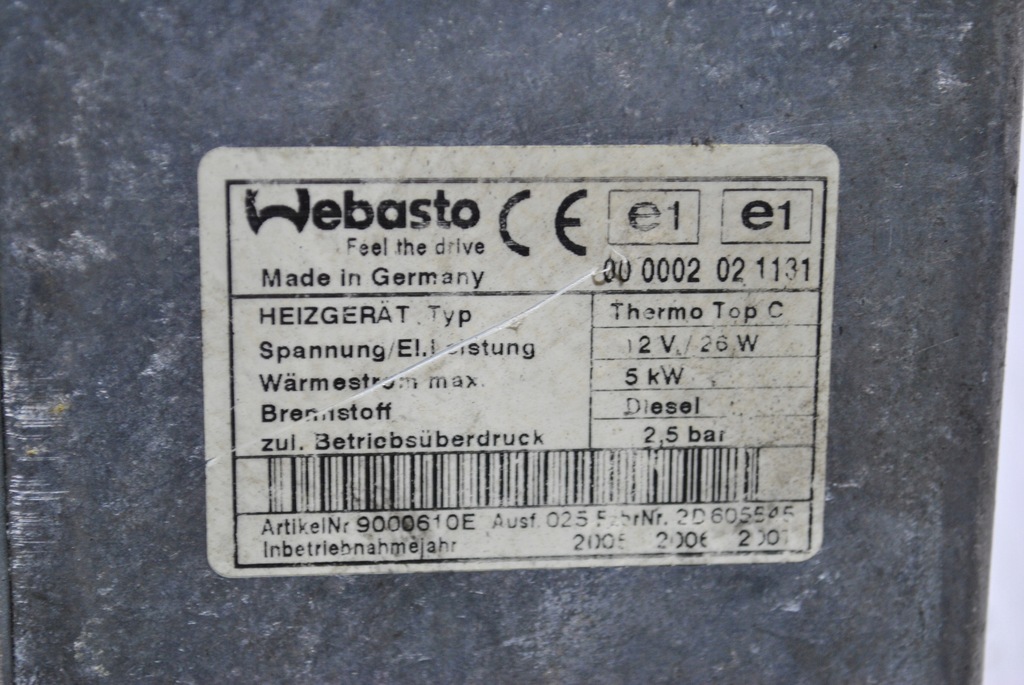 Webasto CE e1 e1
Feel the drive
Made in Germany 00 0002 02 1131
HEIZGERÄT Typ Thermo Top C
Spannung/El.Leistung 12 V / 26 W
Wärmestrom max. 5 kW
Brennstoff Diesel
zul. Betriebsüberdruck 2,5 bar
ArtikelNr 9000610E Ausf. 025 FabrNr.
Inbetriebnahmejahr 2005 2006 2007